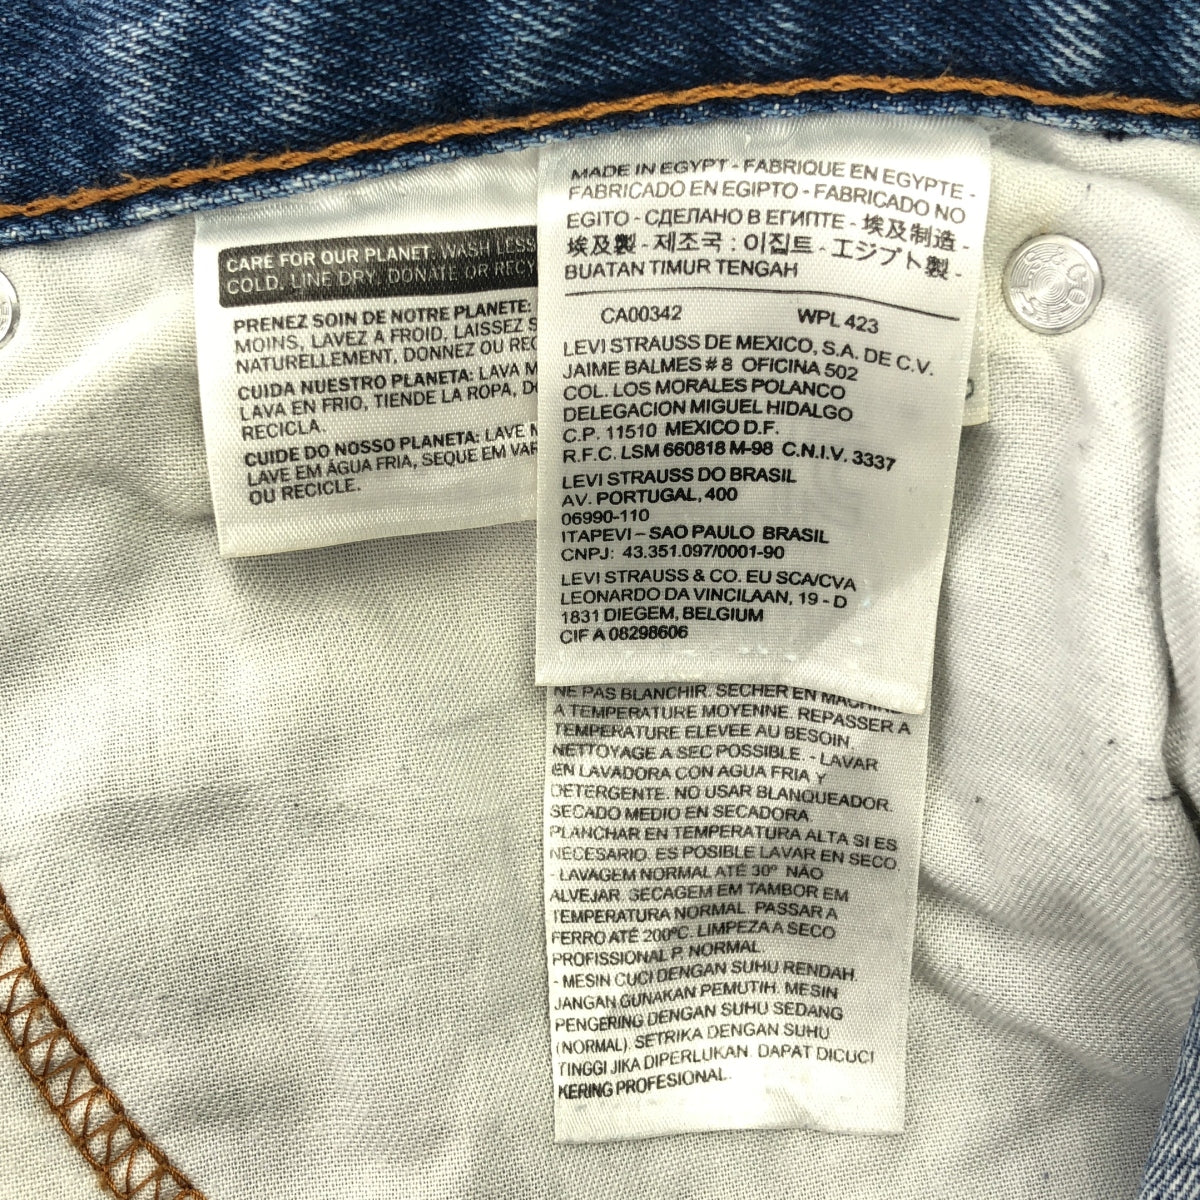 CARE FOR OUR PLANET. WASH LESS
COLD. LINE DRY. DONATE OR RECY
PRENEZ SOIN DE NOTRE PLANETE:
MOINS, LAVEZ A FROID, LAISSEZ S
NATURELLEMENT, DONNEZ OU REC
CUIDA NUESTRO PLANETA: LAVA M
LAVA EN FRIO, TIENDE LA ROPA, D
RECICLA.
CUIDE DO NOSSO PLANETA: LAVE M
LAVE EM ÁGUA FRIA, SEQUE EM VAR
OU RECICLE.
MADE IN EGYPT - FABRIQUE EN EGYPTE -
FABRICADO EN EGIPTO - FABRICADO NO
EGITO - СДЕЛАНО В ЕГИПТЕ - 埃及制造 -
埃及製 - 제조국 : 이집트 - エジプト製 -
BUATAN TIMUR TENGAH
CA00342 WPL 423
LEVI STRAUSS DE MEXICO, S.A. DE C.V.
JAIME BALMES # 8 OFICINA 502
COL. LOS MORALES POLANCO
DELEGACION MIGUEL HIDALGO
C.P. 11510 MEXICO D.F.
R.F.C. LSM 660818 M-98 C.N.I.V. 3337
LEVI STRAUSS DO BRASIL
AV. PORTUGAL, 400
06990-110
ITAPEVI – SAO PAULO BRASIL
CNPJ: 43.351.097/0001-90
LEVI STRAUSS & CO. EU SCA/CVA
LEONARDO DA VINCILAAN, 19 - D
1831 DIEGEM, BELGIUM
CIF A 08298606
NE PAS BLANCHIR. SECHER EN MACHINE
A TEMPERATURE MOYENNE. REPASSER A
TEMPERATURE ELEVEE AU BESOIN.
NETTOYAGE A SEC POSSIBLE. - LAVAR
EN LAVADORA CON AGUA FRIA Y
DETERGENTE. NO USAR BLANQUEADOR.
SECADO MEDIO EN SECADORA.
PLANCHAR EN TEMPERATURA ALTA SI ES
NECESARIO. ES POSIBLE LAVAR EN SECO.
- LAVAGEM NORMAL ATÉ 30º NÃO
ALVEJAR. SECAGEM EM TAMBOR EM
TEMPERATURA NORMAL. PASSAR A
FERRO ATÉ 200ºC. LIMPEZA A SECO
PROFISSIONAL P. NORMAL
- MESIN CUCI DENGAN SUHU RENDAH.
JANGAN GUNAKAN PEMUTIH. MESIN
PENGERING DENGAN SUHU SEDANG
(NORMAL). SETRIKA DENGAN SUHU
TINGGI JIKA DIPERLUKAN. DAPAT DICUCI
KERING PROFESIONAL.